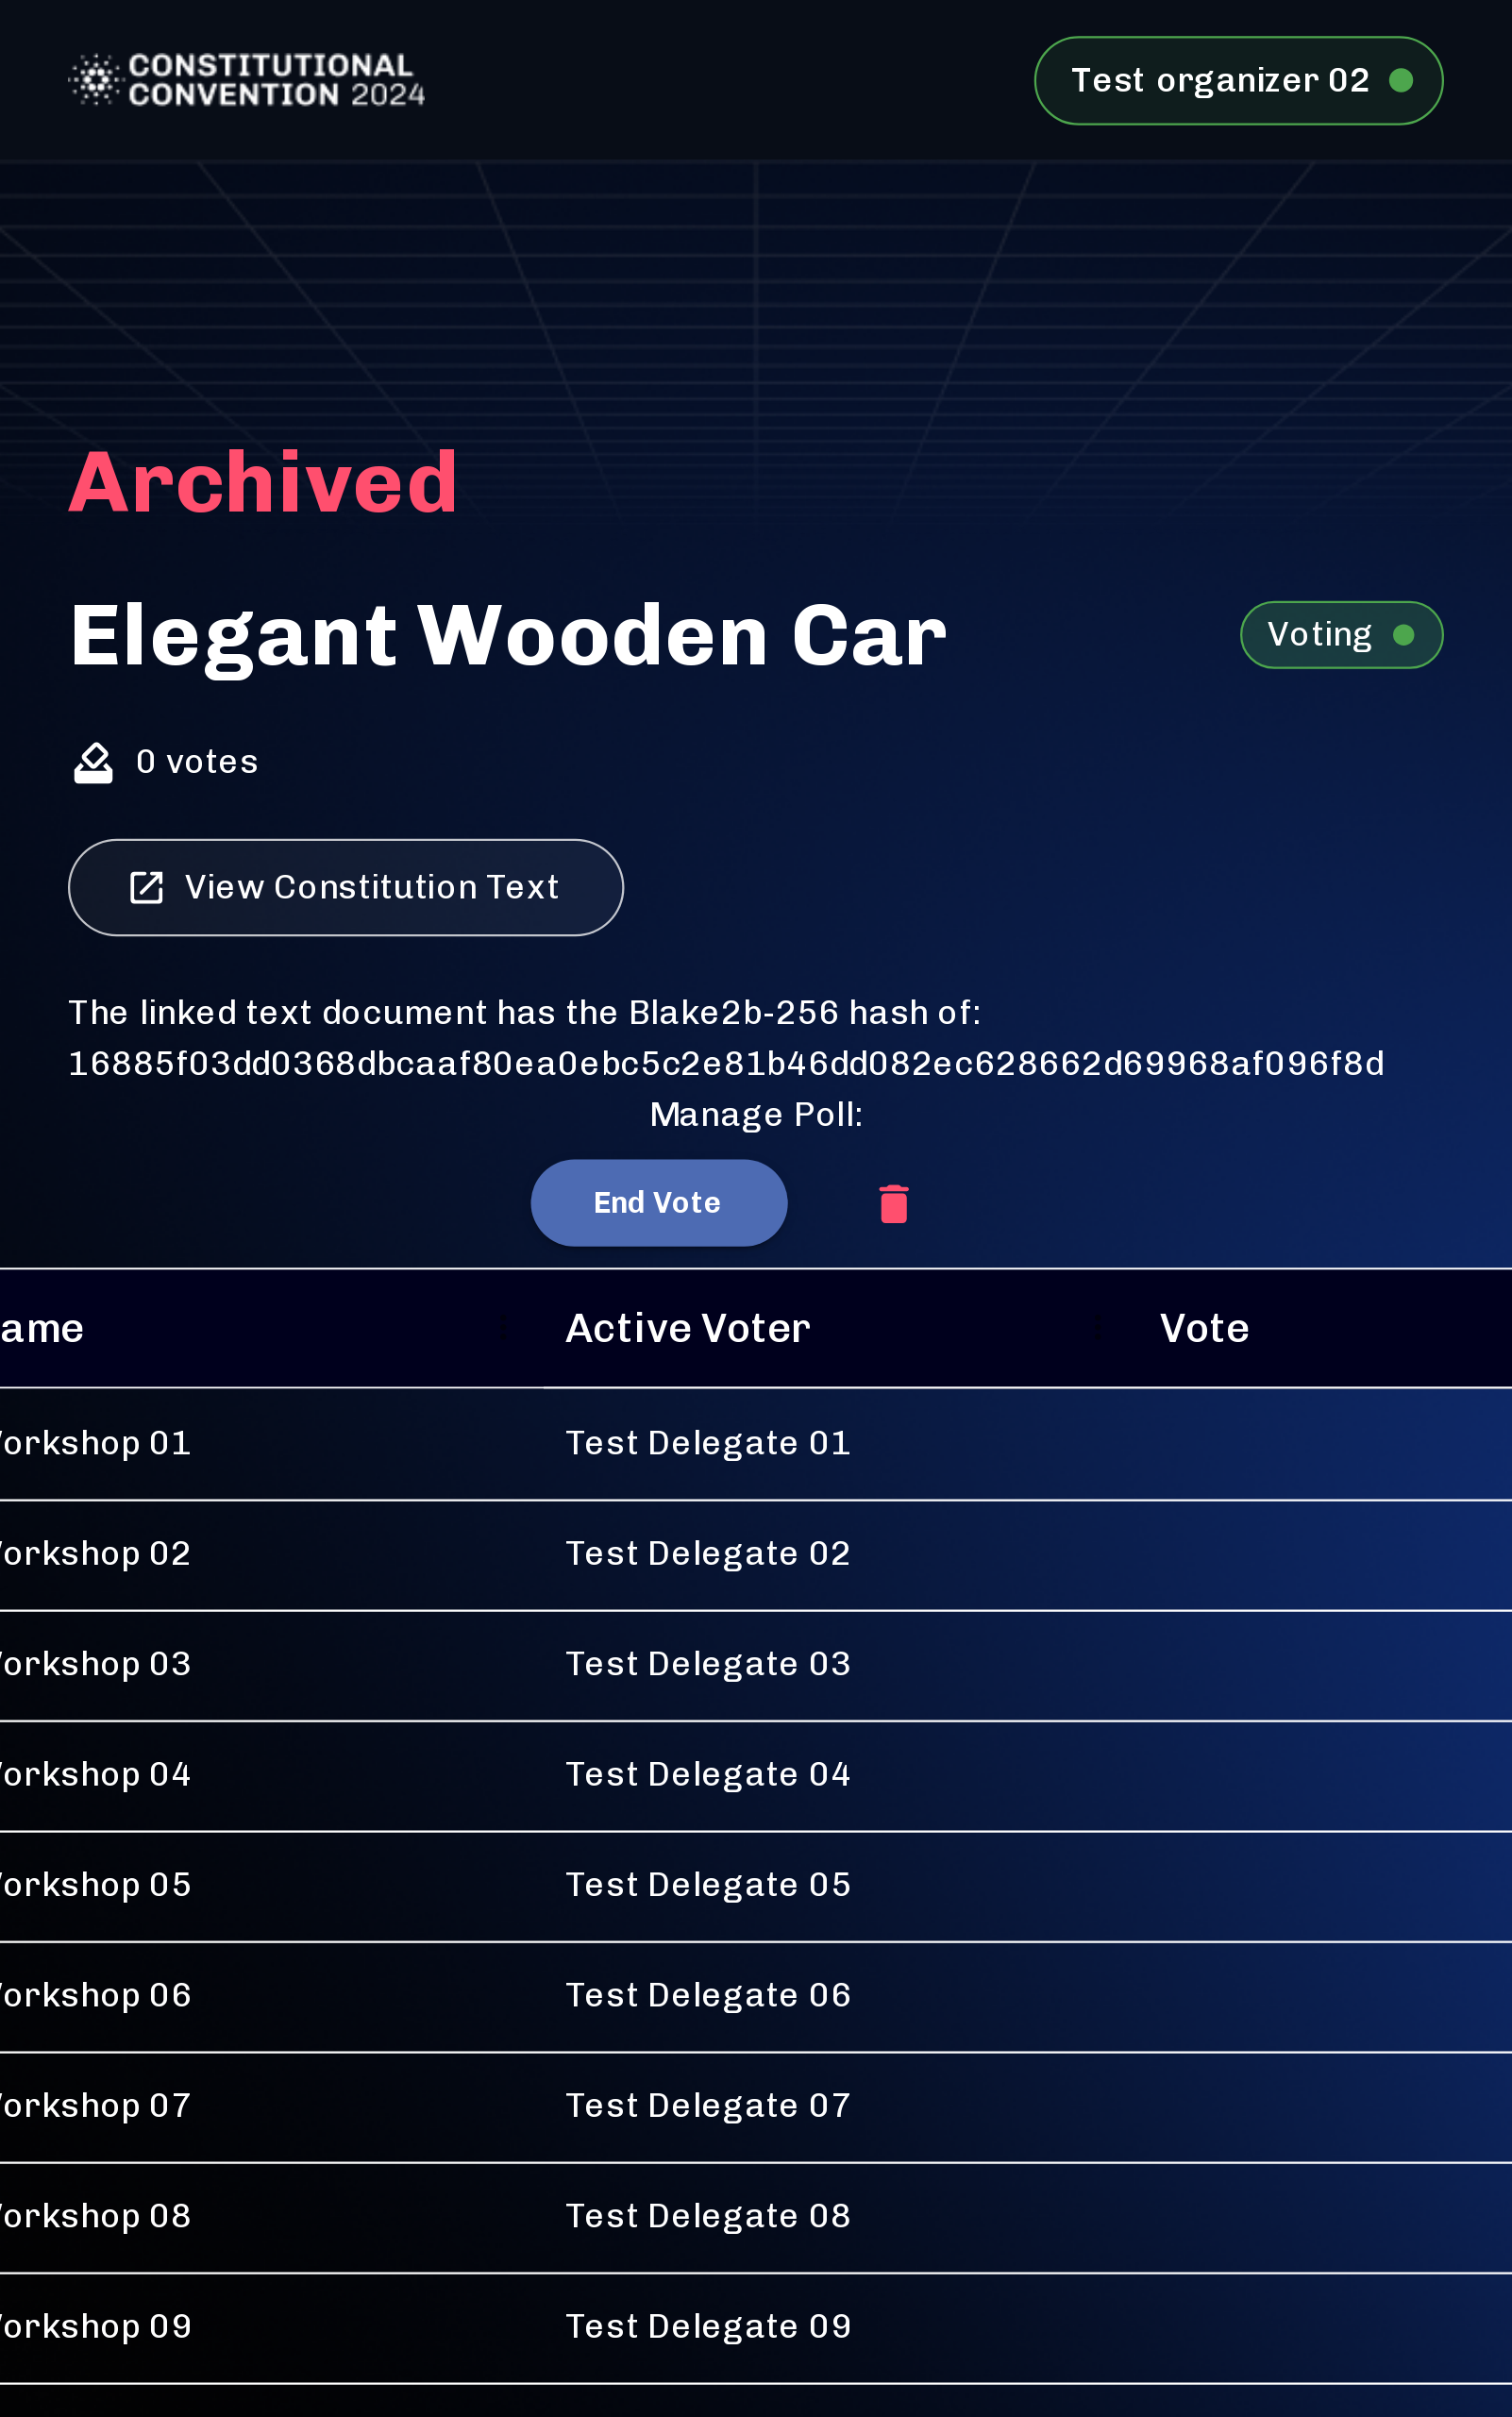 CONSTITUTIONAL
CONVENTION 2024
Test organizer 02
Archived
Elegant Wooden Car
Voting
0 votes
View Constitution Text
The linked text document has the Blake2b-256 hash of:
16885f03dd0368dbcaaf80ea0ebc5c2e81b46dd082ec628662d69968af096f8d
Manage Poll:
End Vote
ame Active Voter Vote
orkshop 01 Test Delegate 01
orkshop 02 Test Delegate 02
orkshop 03 Test Delegate 03
orkshop 04 Test Delegate 04
orkshop 05 Test Delegate 05
orkshop 06 Test Delegate 06
orkshop 07 Test Delegate 07
orkshop 08 Test Delegate 08
orkshop 09 Test Delegate 09